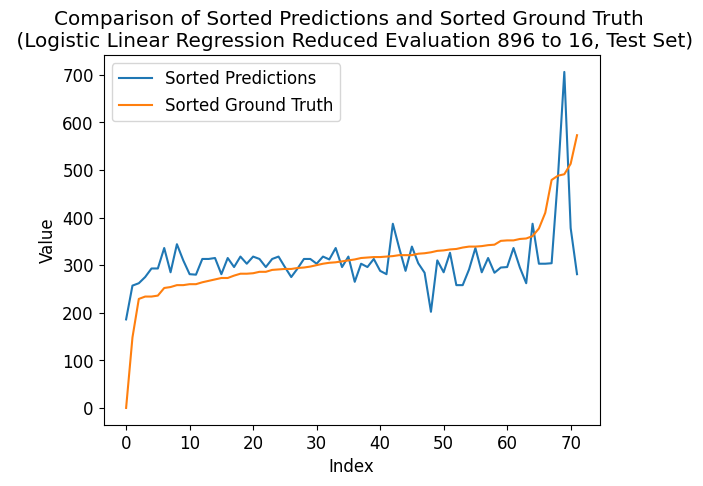 Comparison of Sorted Predictions and Sorted Ground Truth
(Logistic Linear Regression Reduced Evaluation 896 to 16, Test Set)
Sorted Predictions
Sorted Ground Truth
700
600
500
400
300
200
100
0
Value
0 10 20 30 40 50 60 70
Index